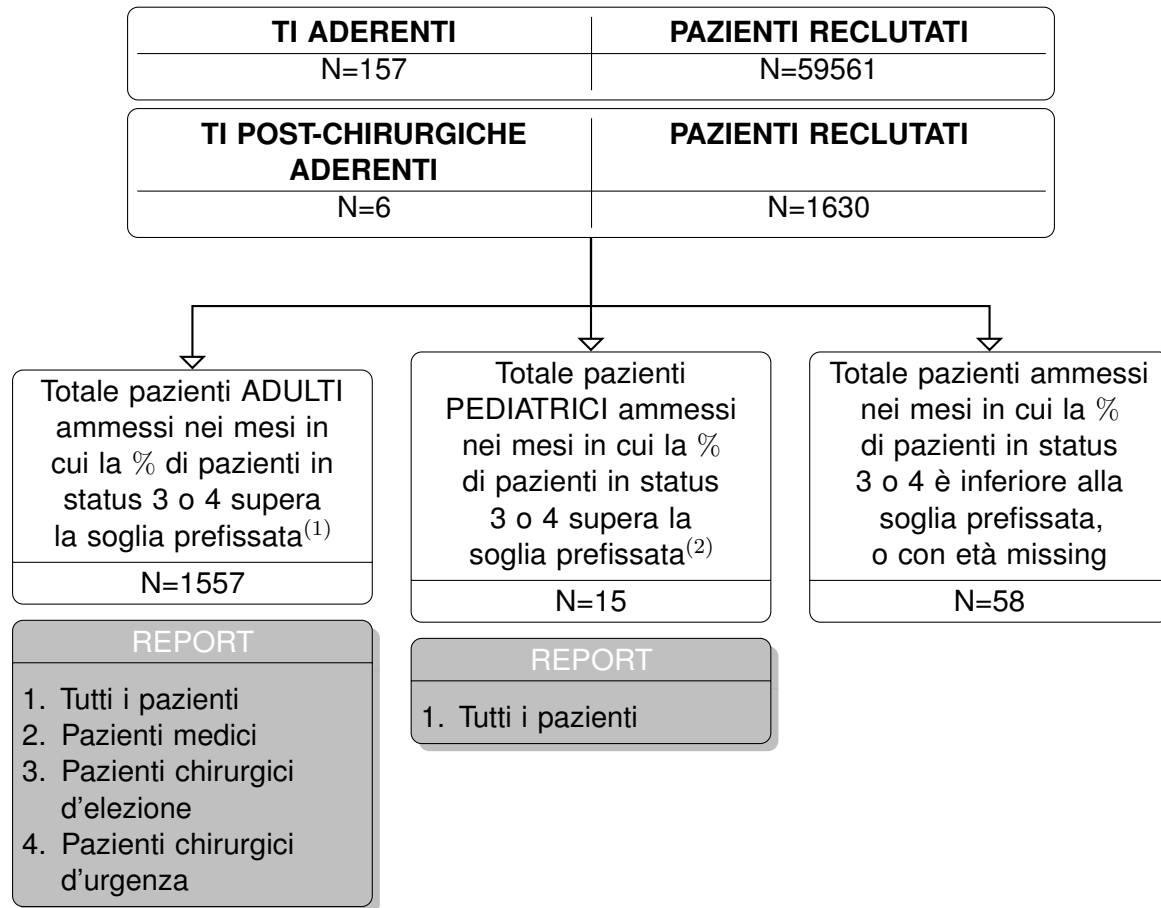 TI ADERENTI PAZIENTI RECLUTATI
N=157 N=59561
TI POST-CHIRURGICHE PAZIENTI RECLUTATI
ADERENTI
N=6 N=1630
Totale pazienti ADULTI
ammessi nei mesi in
cui la % di pazienti in
status 3 o 4 supera
la soglia prefissata(1)
N=1557
REPORT
1. Tutti i pazienti
2. Pazienti medici
3. Pazienti chirurgici
d'elezione
4. Pazienti chirurgici
d'urgenza
Totale pazienti
PEDIATRICI ammessi
nei mesi in cui la %
di pazienti in status
3 o 4 supera la
soglia prefissata(2)
N=15
REPORT
1. Tutti i pazienti
Totale pazienti ammessi
nei mesi in cui la %
di pazienti in status
3 o 4 è inferiore alla
soglia prefissata,
o con età missing
N=58